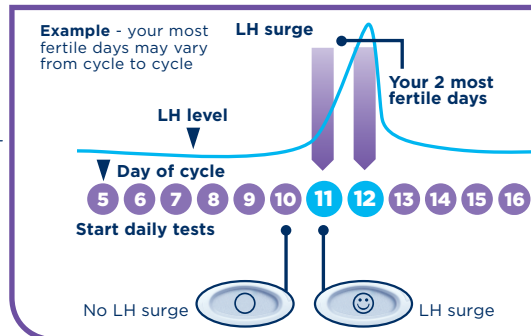 Example - your most
fertile days may vary
from cycle to cycle
LH surge
Your 2 most
fertile days
LH level
Day of cycle
5 6 7 8 9 10 11 12 13 14 15 16
Start daily tests
No LH surge
LH surge